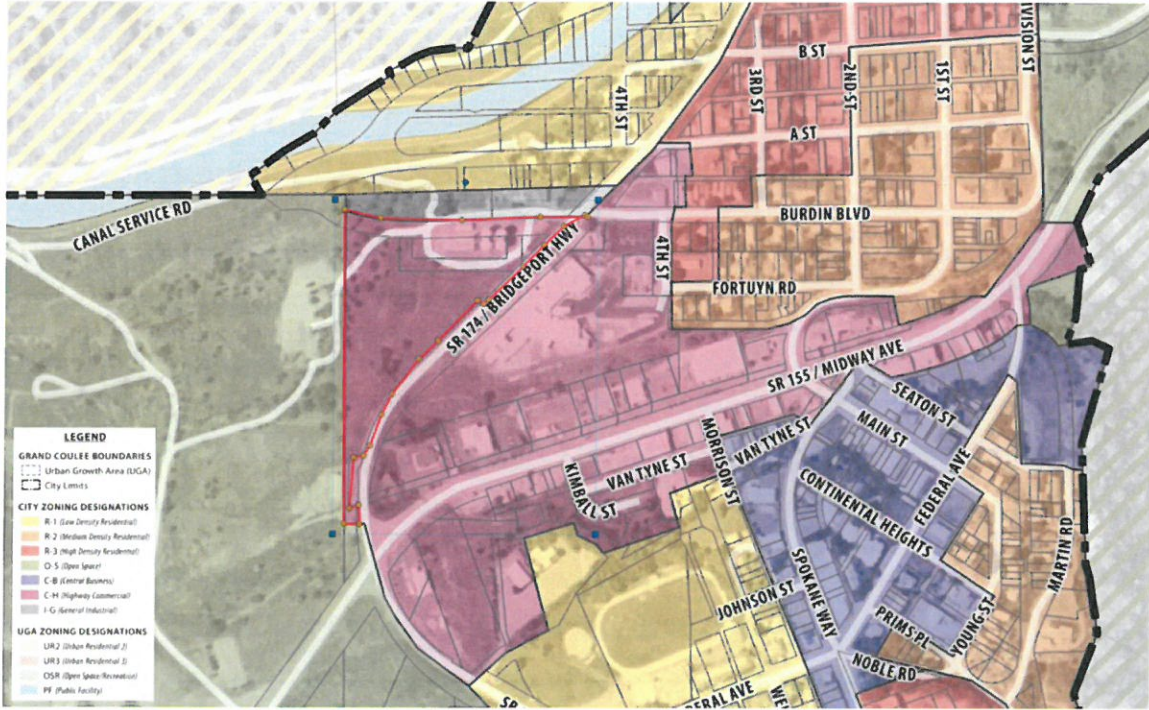 B ST
4TH ST
3RD ST
2ND ST
1ST ST
VISION ST
A ST
CANAL SERVICE RD
BURDIN BLVD
4TH ST
FORTUYN RD
SR 174 / BRIDGEPORT HWY
SR 155 / MIDWAY AVE
SEATON ST
MAIN ST
VAN TYNE ST
MORRISON ST
VAN TYNE ST
KIMBALL ST
FEDERAL AVE
CONTINENTAL HEIGHTS
MARTIN RD
JOHNSON ST
SPOKANE WAY
PRIMS PL
YOUNG ST
NOBLE RD
DERAL AVE
WE
SP
LEGEND
GRAND COULEE BOUNDARIES
Urban Growth Area (UGA)
City Limits
CITY ZONING DESIGNATIONS
R-1 (Low Density Residential)
R-2 (Medium Density Residential)
R-3 (High Density Residential)
O-S (Open Space)
C-B (Central Business)
C-H (Highway Commercial)
I-G (General Industrial)
UGA ZONING DESIGNATIONS
UR2 (Urban Residential 2)
UR3 (Urban Residential 3)
OSR (Open Space/Recreation)
PF (Public Facility)